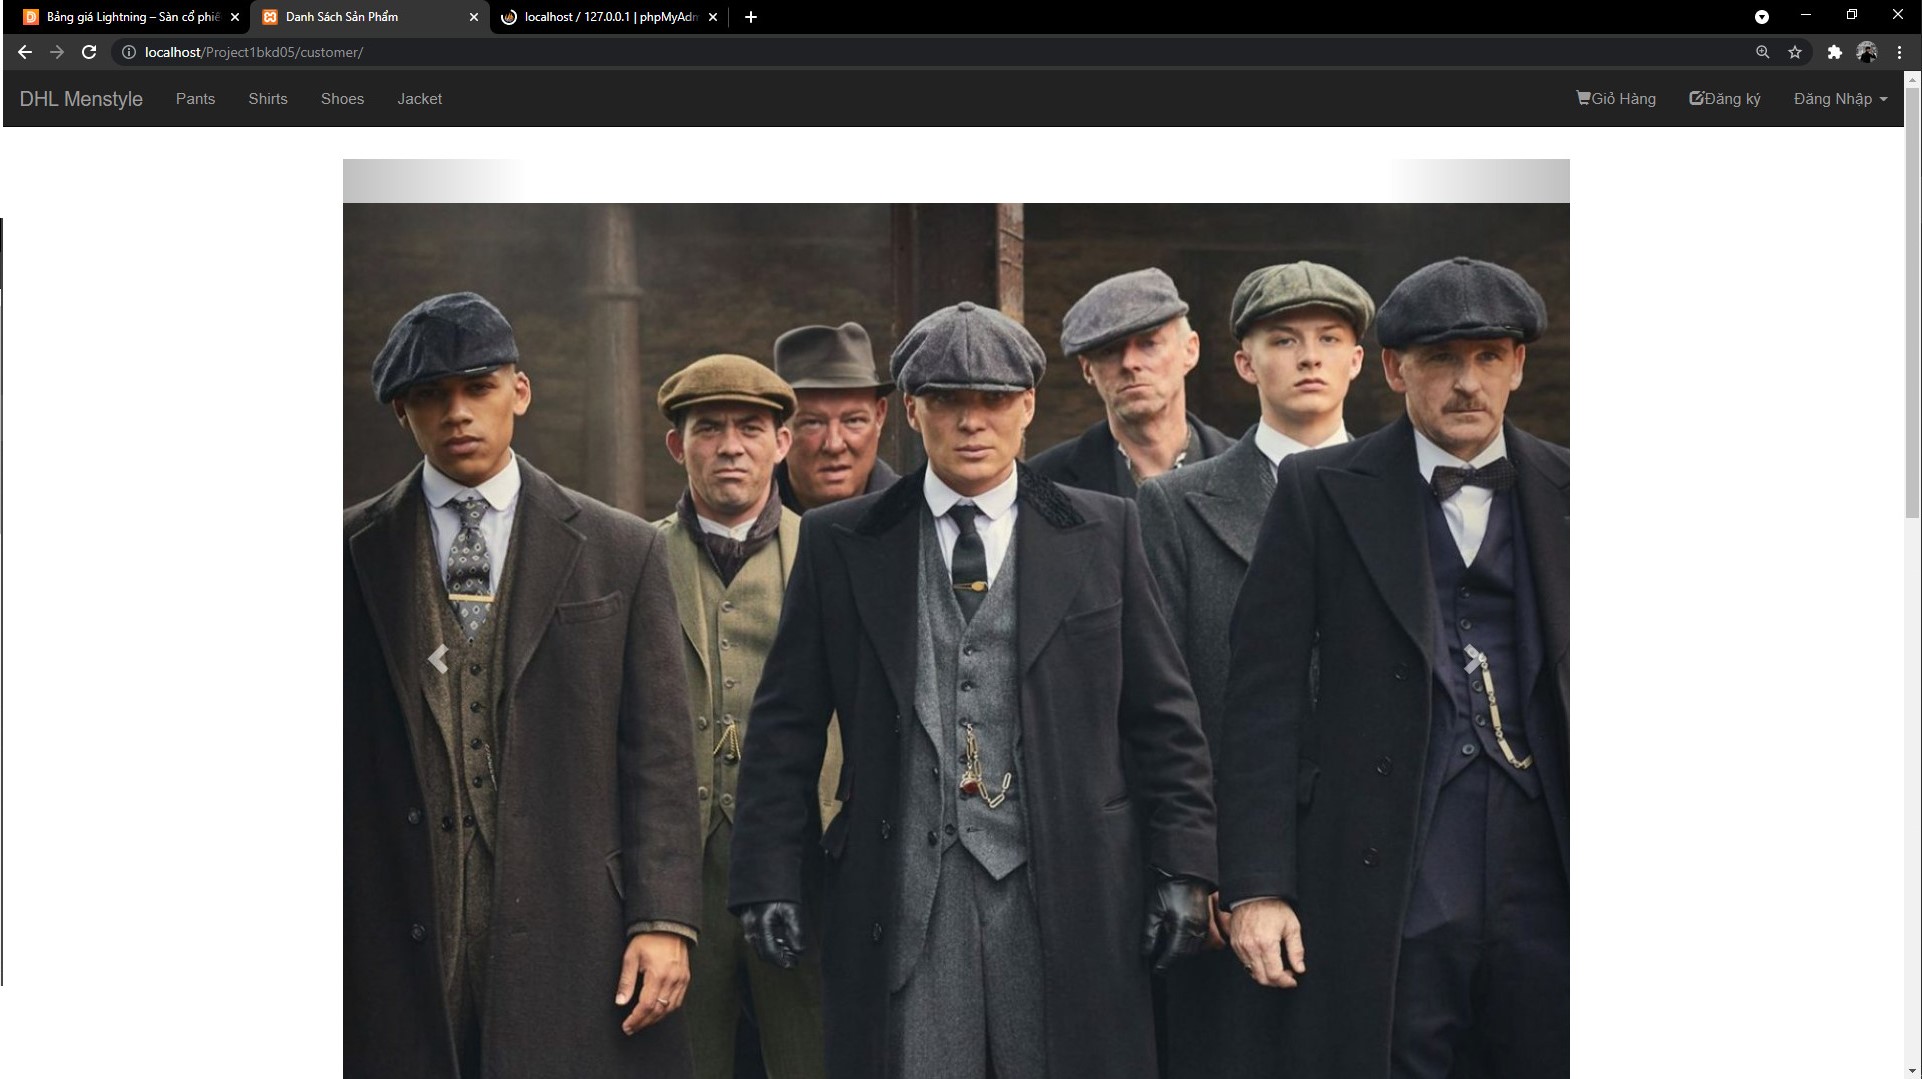 Bảng giá Lightning – Sàn cổ phiế
Danh Sách Sản Phẩm
localhost / 127.0.0.1 | phpMyAdm
localhost/Project1bkd05/customer/
DHL Menstyle Pants Shirts Shoes Jacket Giỏ Hàng Đăng ký Đăng Nhập